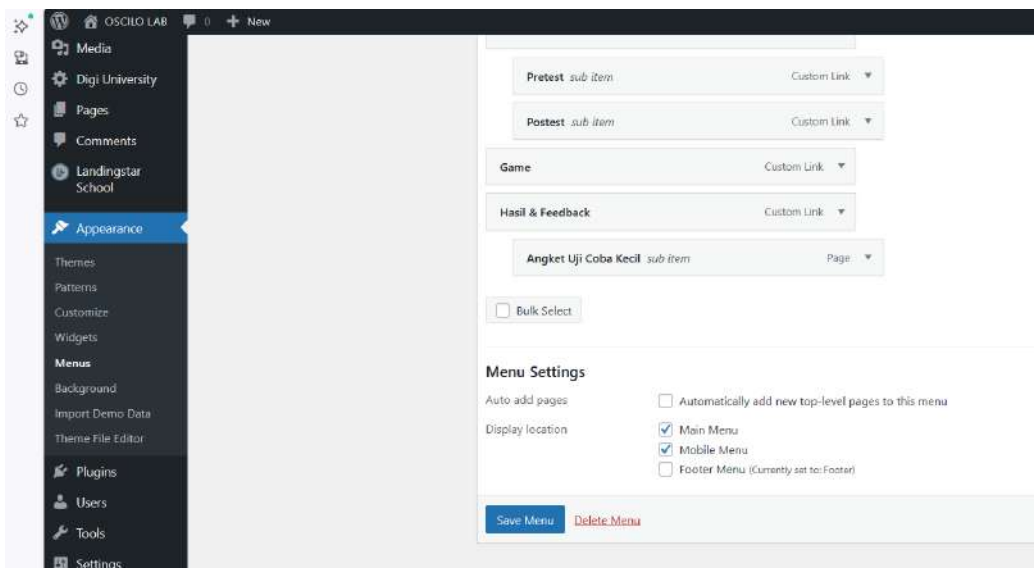 OSCILO LAB 0 New
Media
Digi University
Pages
Comments
Landingstar
School
Appearance
Themes
Patterns
Customize
Widgets
Menus
Background
Import Demo Data
Theme File Editor
Plugins
Users
Tools
Settings
Pretest sub item Custom Link
Postest sub item Custom Link
Game Custom Link
Hasil & Feedback Custom Link
Angket Uji Coba Kecil sub item Page
Bulk Select
Menu Settings
Auto add pages Automatically add new top-level pages to this menu
Display location Main Menu
Mobile Menu
Footer Menu (Currently set to: Footer)
Save Menu Delete Menu